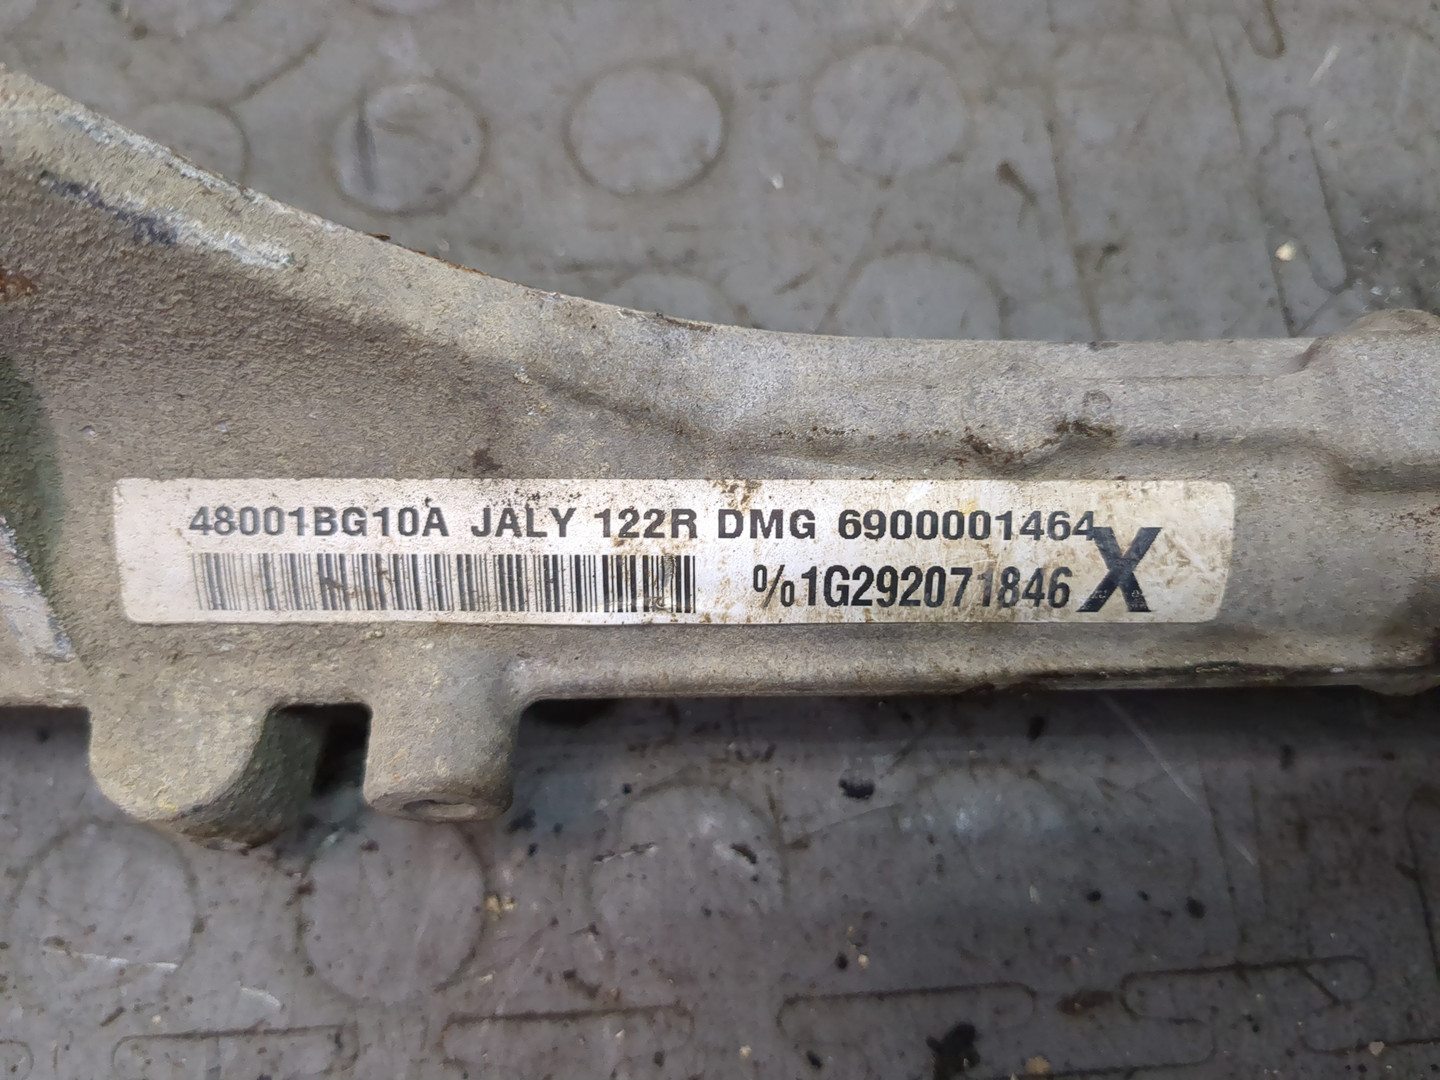 48001BG10A JALY 122R DMG 6900001464
%1G292071846 X